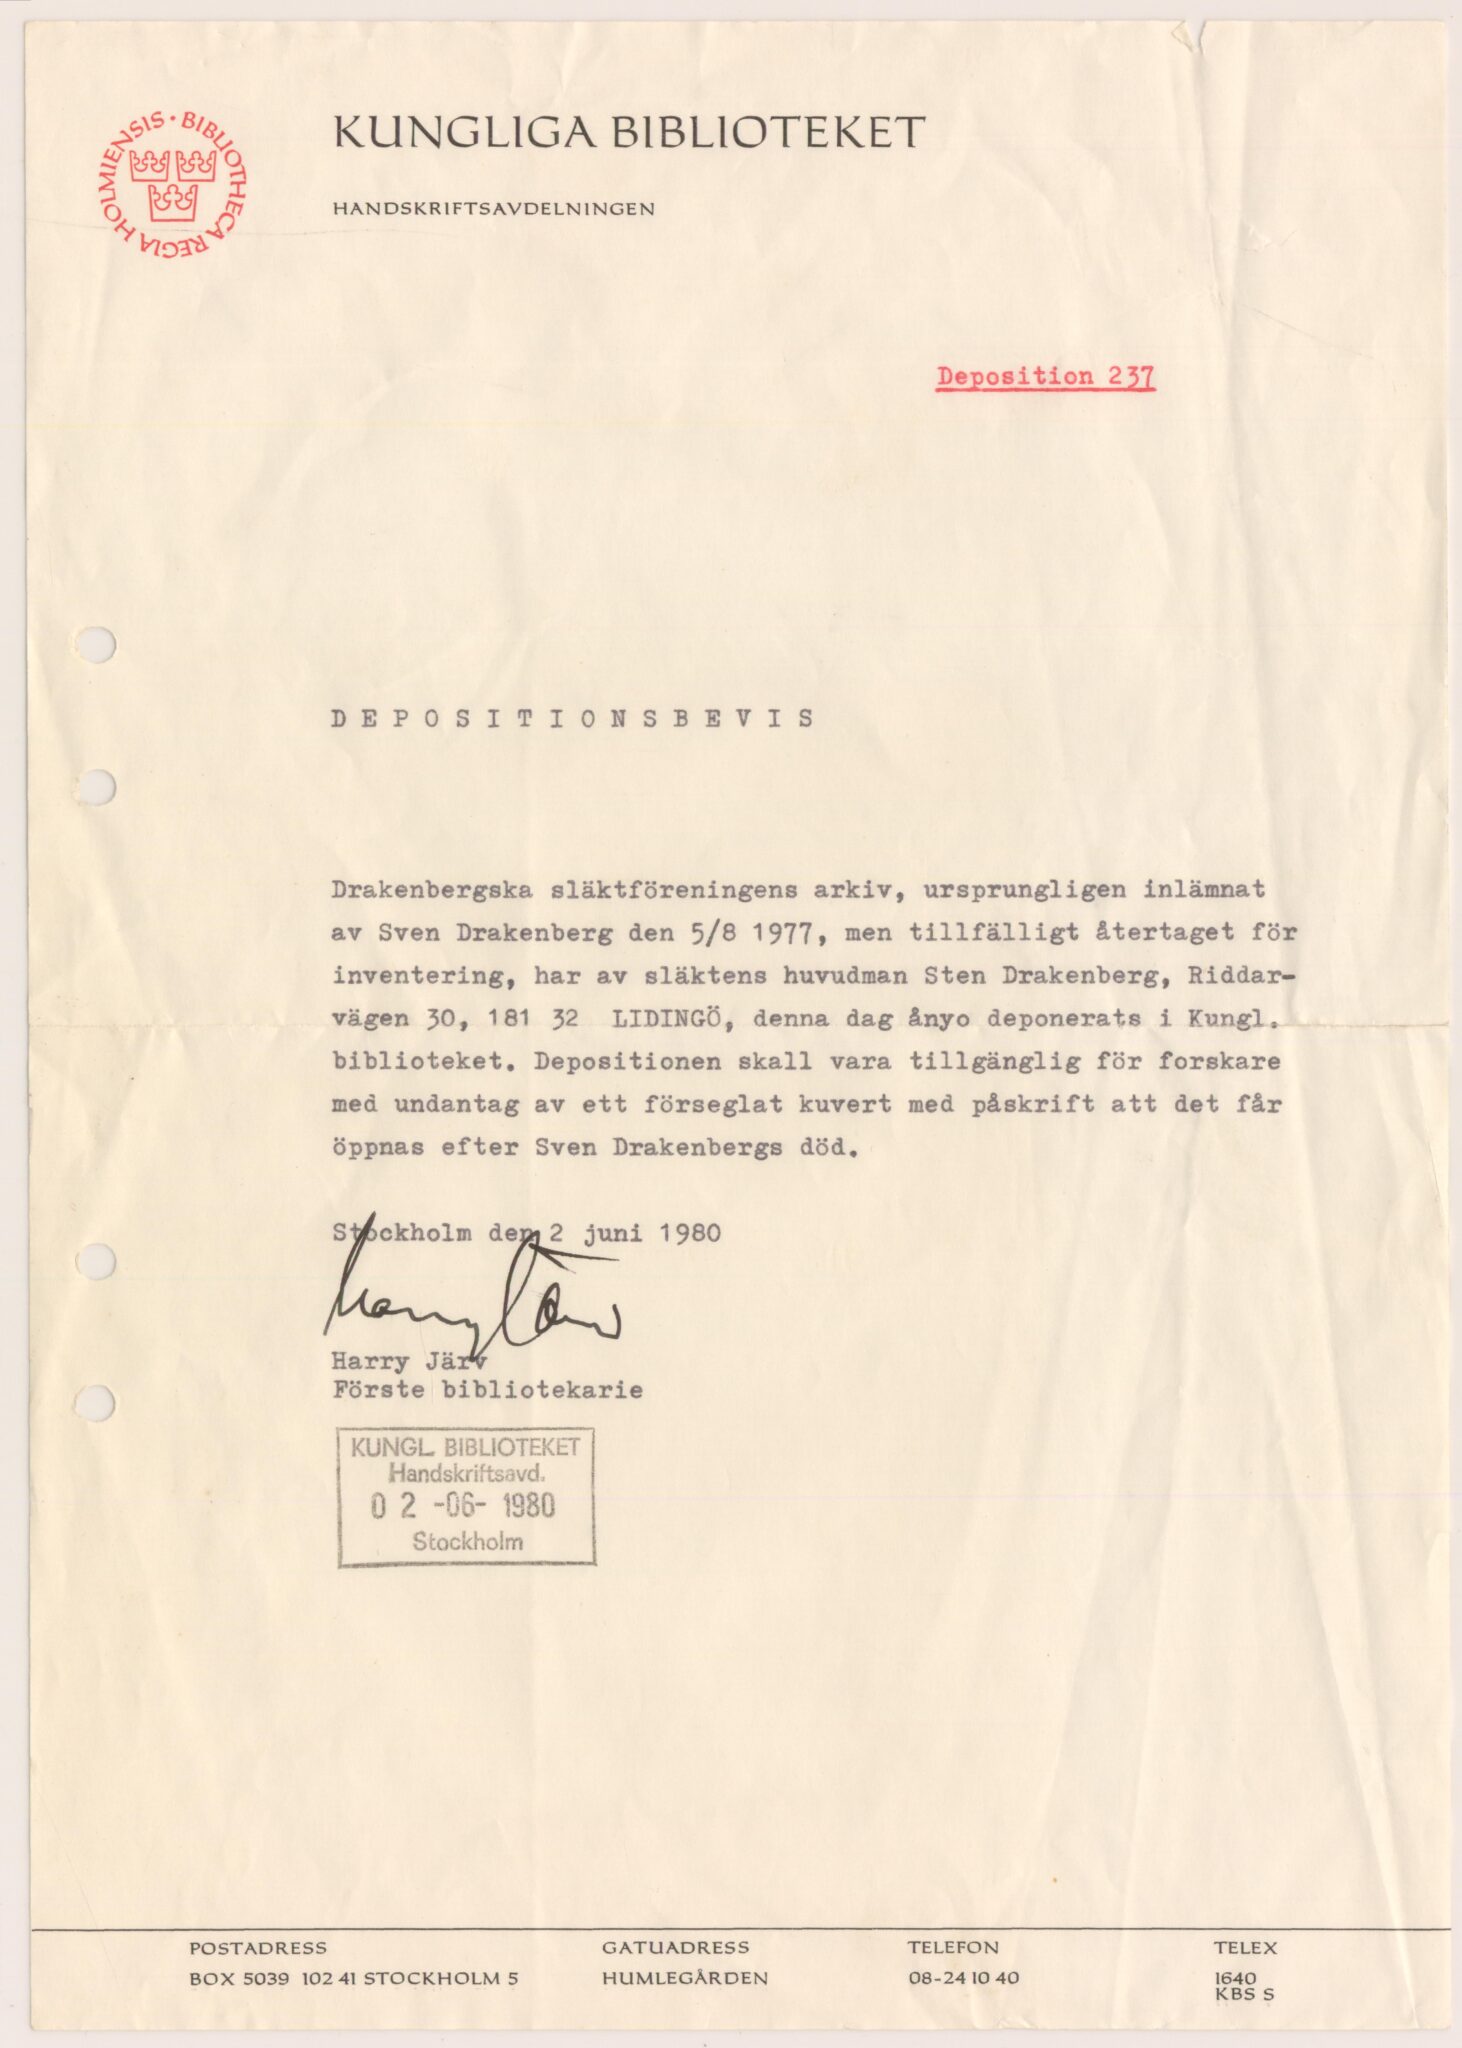 BIBLIOTHECA REGIA HOLMIENSIS ·
KUNGLIGA BIBLIOTEKET
HANDSKRIFTSAVDELNINGEN
Deposition 237
DEPOSITIONSBEVIS
Drakenbergska släktföreningens arkiv, ursprungligen inlämnat
av Sven Drakenberg den 5/8 1977, men tillfälligt återtaget för
inventering, har av släktens huvudman Sten Drakenberg, Riddar-
vägen 30, 181 32 LIDINGÖ, denna dag ånyo deponerats i Kungl.
biblioteket. Depositionen skall vara tillgänglig för forskare
med undantag av ett förseglat kuvert med påskrift att det får
öppnas efter Sven Drakenbergs död.
Stockholm den 2 juni 1980
Harry Järv
Harry Järv
Förste bibliotekarie
KUNGL. BIBLIOTEKET
Handskriftsavd.
02 -06- 1980
Stockholm
POSTADRESS GATUADRESS TELEFON TELEX
BOX 5039 102 41 STOCKHOLM 5 HUMLEGÅRDEN 08-24 10 40 1640
KBS S